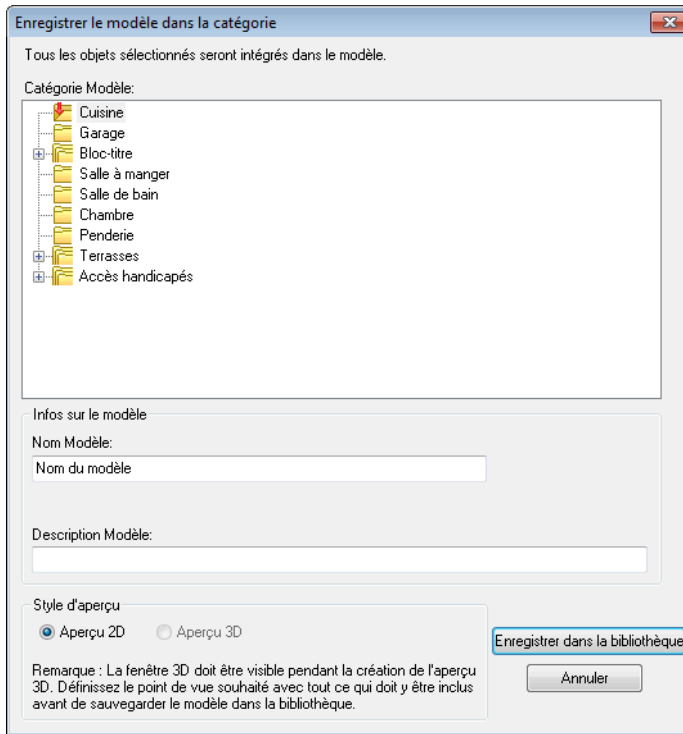 Enregistrer le modèle dans la catégorie
Tous les objets sélectionnés seront intégrés dans le modèle.
Catégorie Modèle:
Cuisine
Garage
Bloc-titre
Salle à manger
Salle de bain
Chambre
Penderie
Terrasses
Accès handicapés
Infos sur le modèle
Nom Modèle:
Nom du modèle
Description Modèle:
Style d'aperçu
Aperçu 2D Aperçu 3D
Enregistrer dans la bibliothèque
Remarque : La fenêtre 3D doit être visible pendant la création de l'aperçu
3D. Définissez le point de vue souhaité avec tout ce qui doit y être inclus
avant de sauvegarder le modèle dans la bibliothèque.
Annuler